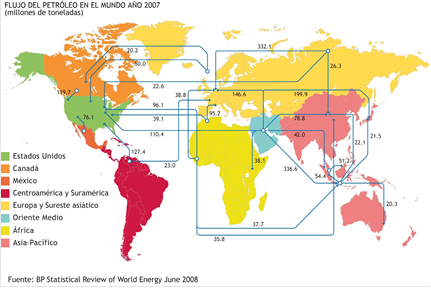 FLUJO DEL PETRÓLEO EN EL MUNDO AÑO 2007
(millones de toneladas)
20.2
332.1
50.0
26.3
119.7
22.6
38.8
146.6
199.9
96.1
95.2
76.1
39.1
78.8
21.5
110.4
42.0
22.1
127.4
38.1
51.2
23.0
336.6
54.4
20.3
37.7
35.8
Estados Unidos
Canadá
México
Centroamérica y Suramérica
Europa y Sureste asiático
Oriente Medio
África
Asia-Pacífico
Fuente: BP Statistical Review of World Energy June 2008